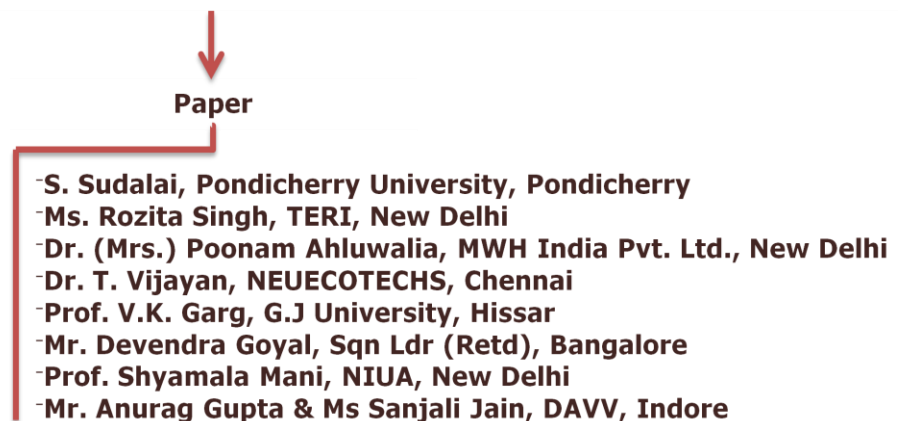 Paper
-S. Sudalai, Pondicherry University, Pondicherry
-Ms. Rozita Singh, TERI, New Delhi
-Dr. (Mrs.) Poonam Ahluwalia, MWH India Pvt. Ltd., New Delhi
-Dr. T. Vijayan, NEUECOTECHS, Chennai
-Prof. V.K. Garg, G.J University, Hissar
-Mr. Devendra Goyal, Sqn Ldr (Retd), Bangalore
-Prof. Shyamala Mani, NIUA, New Delhi
-Mr. Anurag Gupta & Ms Sanjali Jain, DAVV, Indore